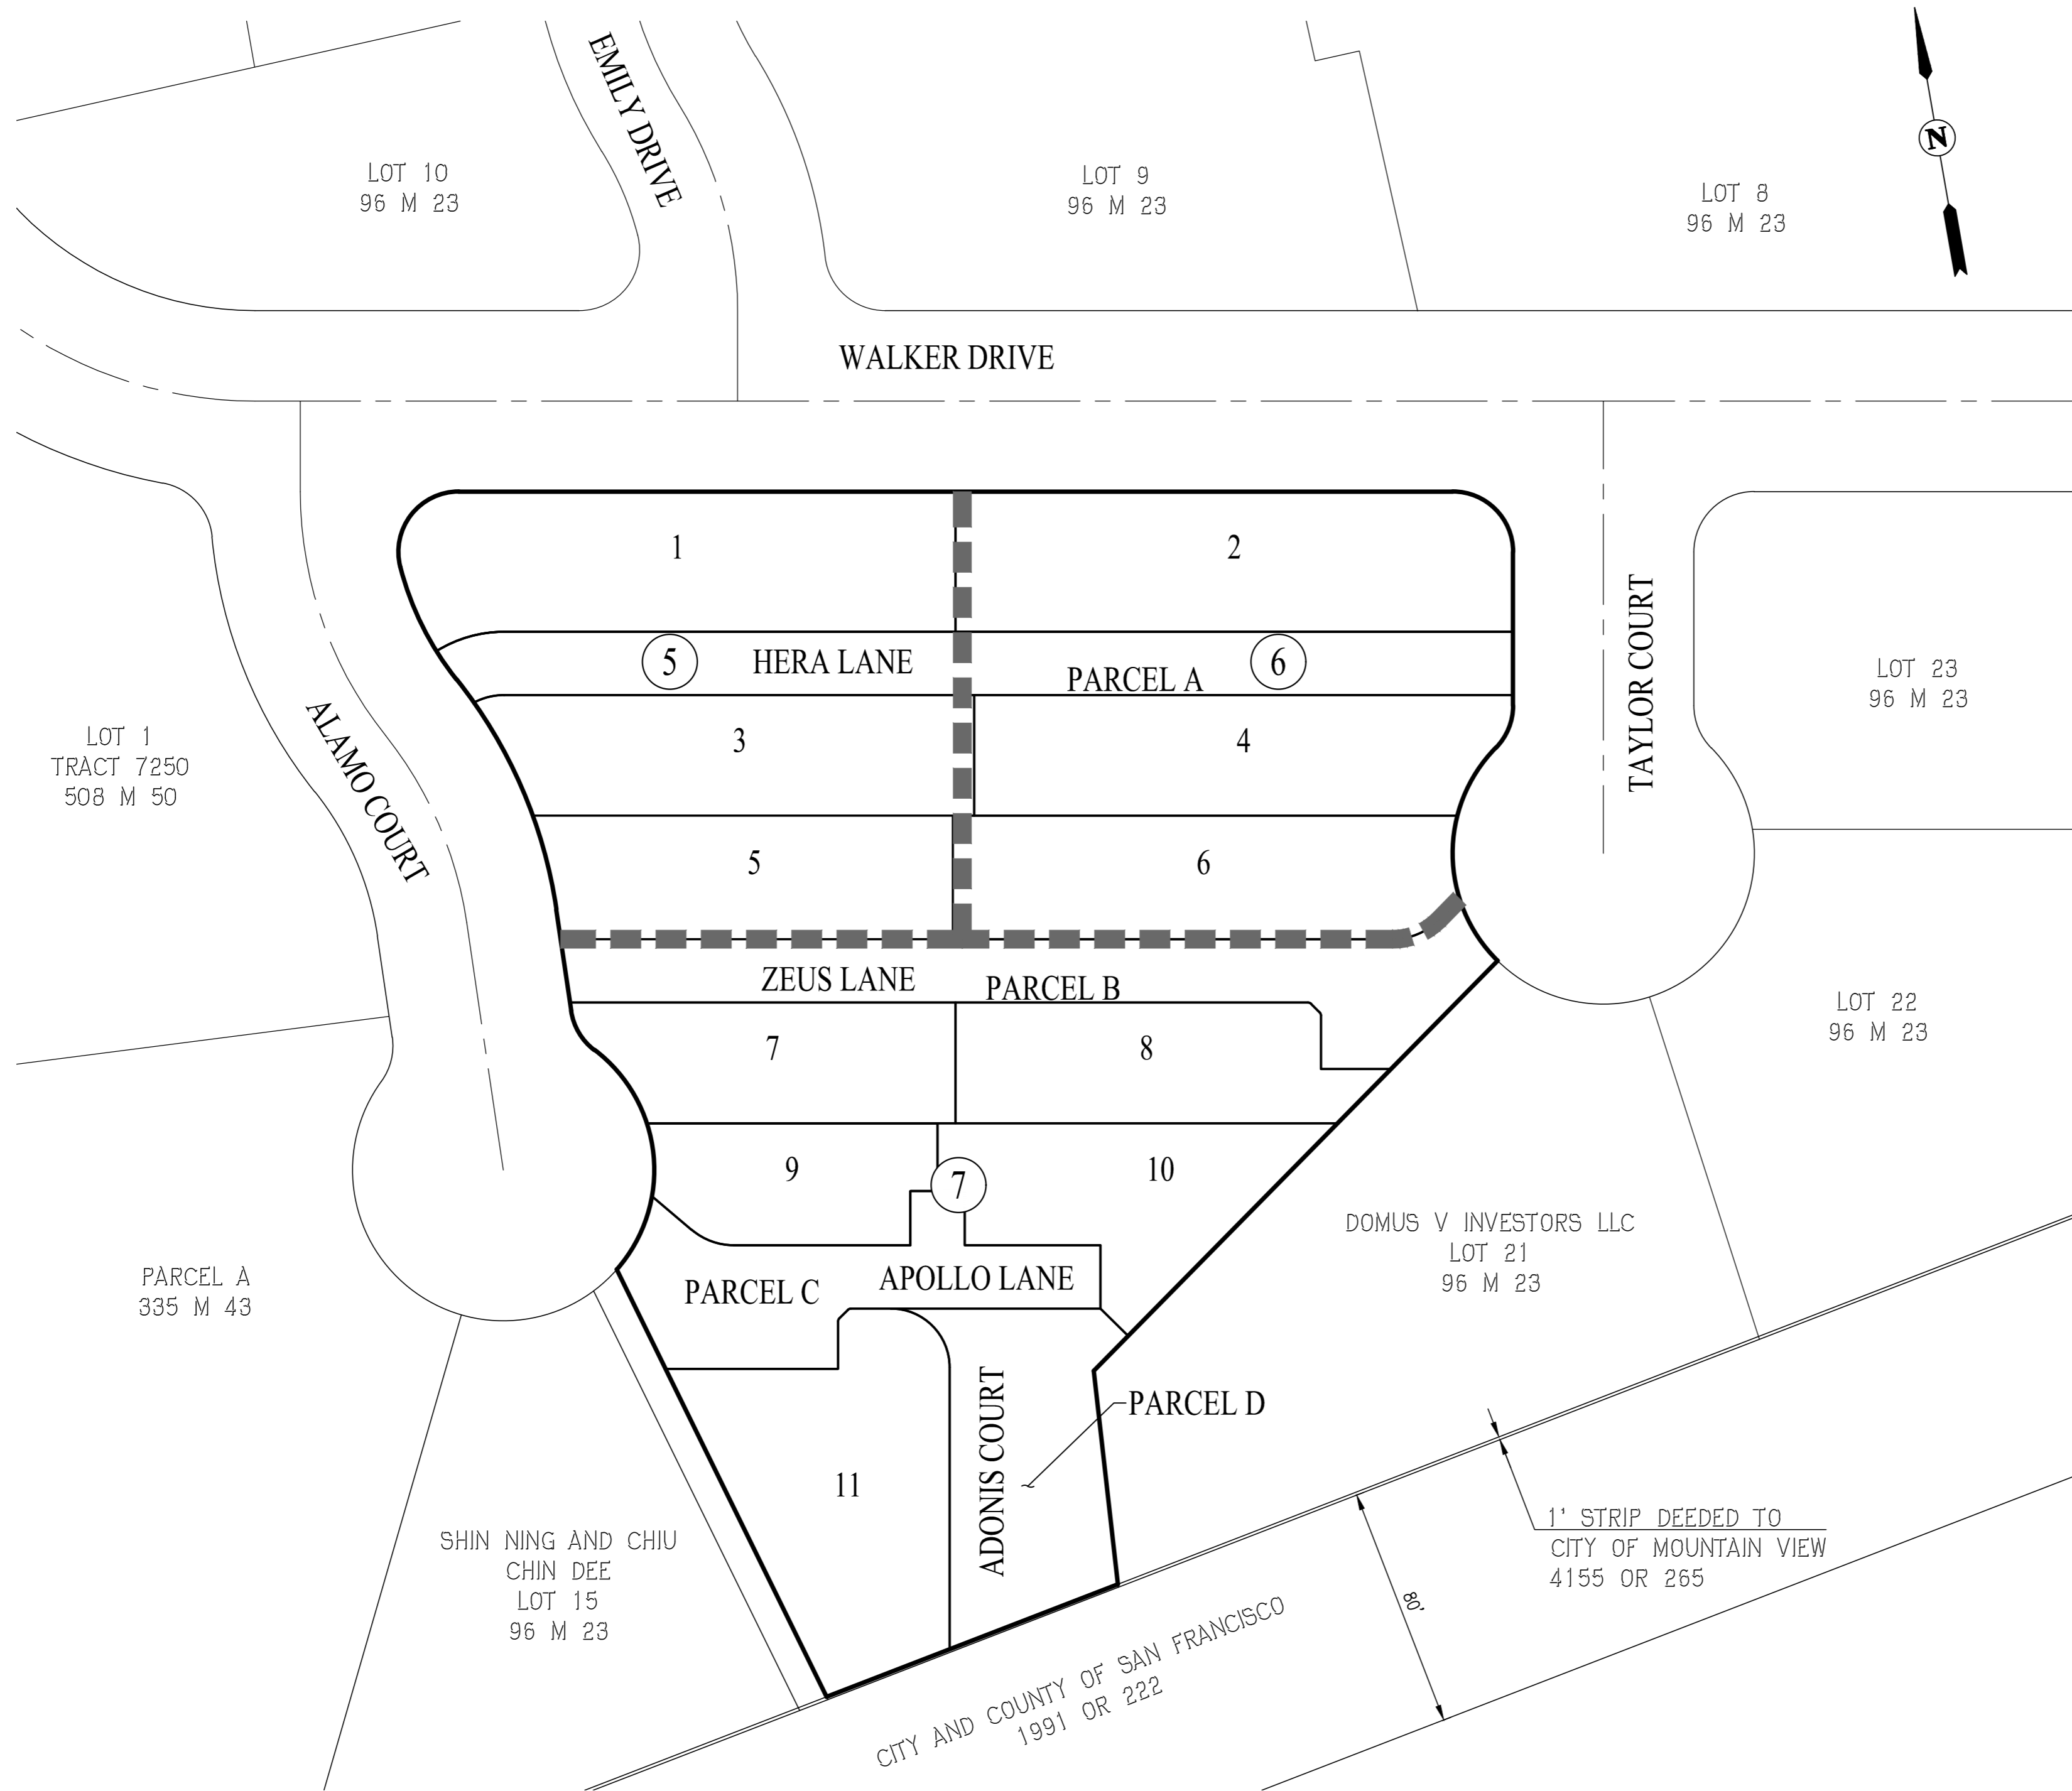 EMILY DRIVE
N
LOT 10
96 M 23
LOT 9
96 M 23
LOT 8
96 M 23
WALKER DRIVE
1
2
5
HERA LANE
PARCEL A
6
TAYLOR COURT
LOT 23
96 M 23
ALAMO COURT
LOT 1
TRACT 7250
508 M 50
3
4
5
6
ZEUS LANE
PARCEL B
LOT 22
96 M 23
7
8
9
7
10
DOMUS V INVESTORS LLC
LOT 21
96 M 23
PARCEL A
335 M 43
PARCEL C
APOLLO LANE
ADONIS COURT
PARCEL D
11
SHIN NING AND CHIU
CHIN DEE
LOT 15
96 M 23
1' STRIP DEEDED TO
CITY OF MOUNTAIN VIEW
4155 OR 265
80'
CITY AND COUNTY OF SAN FRANCISCO
1991 OR 222